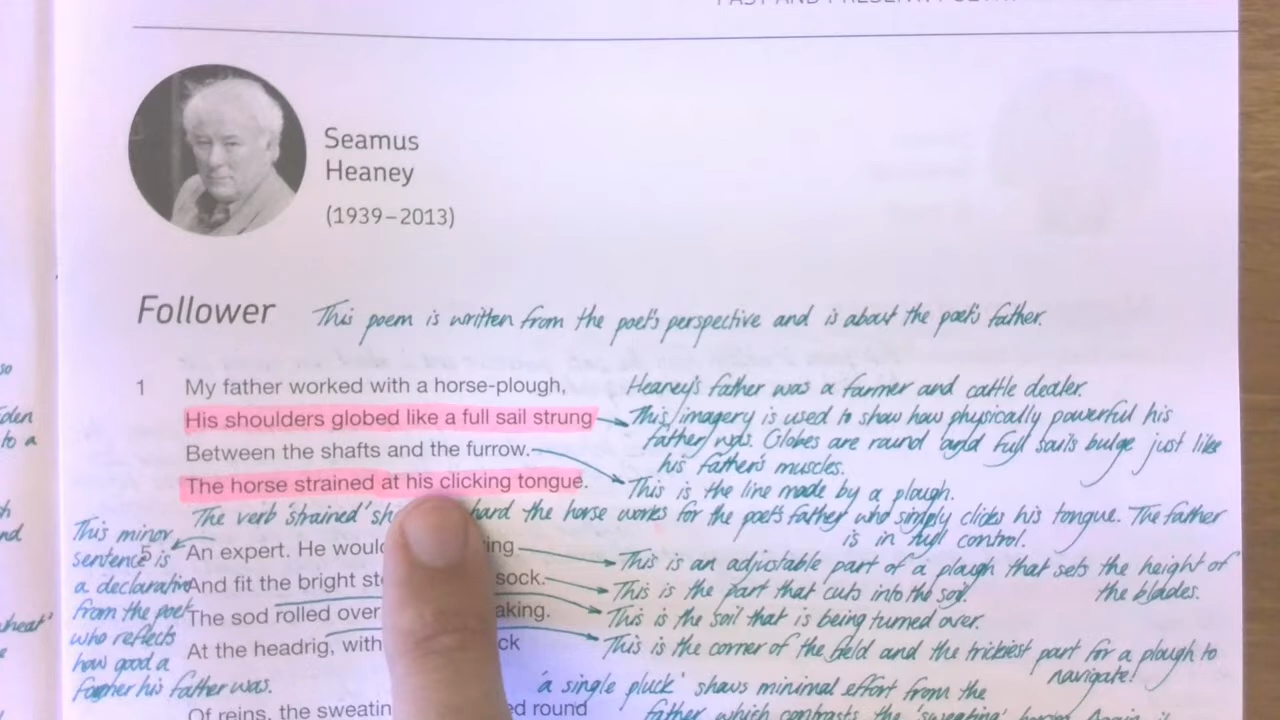 Seamus
Heaney
(1939–2013)
Follower This poem is written from the poet's perspective and is about the poet's father.
1 My father worked with a horse-plough, Heaney's father was a farmer and cattle dealer.
His shoulders globed like a full sail strung This imagery is used to show how physically powerful his
father was. Globes are round and full sails bulge just like
Between the shafts and the furrow.
his father's muscles.
The horse strained at his clicking tongue. This is the line made by a plough.
The verb 'strained' hard the horse works for the poet's father who simply clicks his tongue. The father
is in full control.
This minor
sentence is
a declarative
from the poet
who reflects
how good a
farmer his father was.
5 An expert. He would This is an adjustable part of a plough that sets the height of
the blades.
And fit the bright sock. This is the part that cuts into the soil.
The sod rolled over This is the soil that is being turned over.
At the headrig, with This is the corner of the field and the trickiest part for a plough to
navigate!
'a single pluck' shows minimal effort from the
Of reins, the round
father which contrasts the 'sweating'